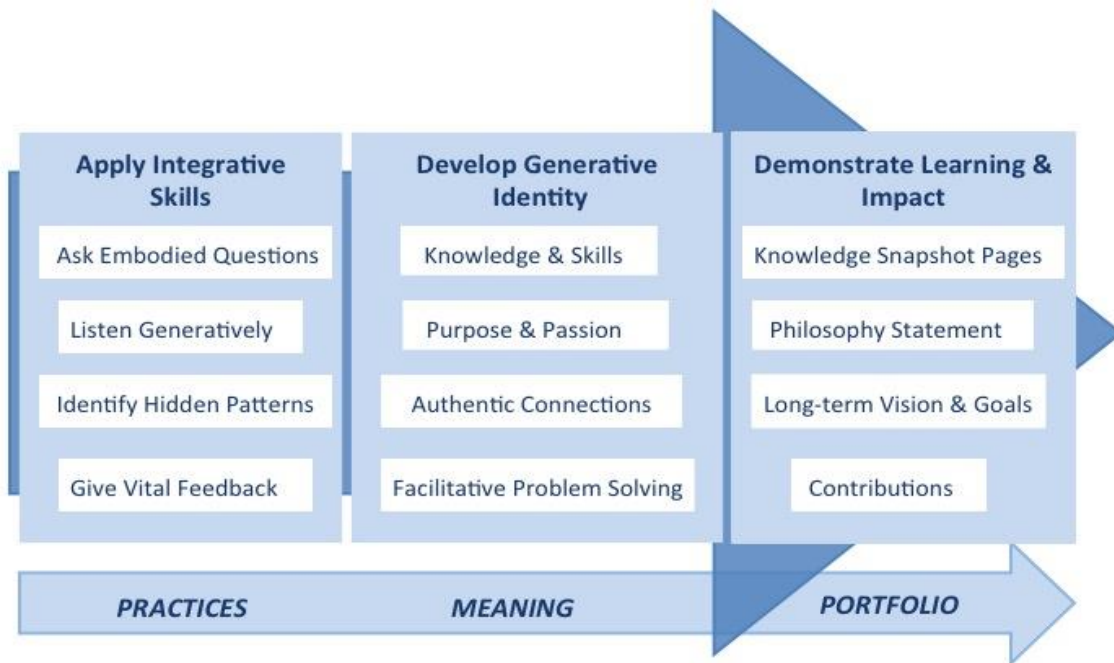 Apply Integrative
Skills
Ask Embodied Questions
Listen Generatively
Identify Hidden Patterns
Give Vital Feedback
Develop Generative
Identity
Knowledge & Skills
Purpose & Passion
Authentic Connections
Facilitative Problem Solving
Demonstrate Learning &
Impact
Knowledge Snapshot Pages
Philosophy Statement
Long-term Vision & Goals
Contributions
PRACTICES
MEANING
PORTFOLIO